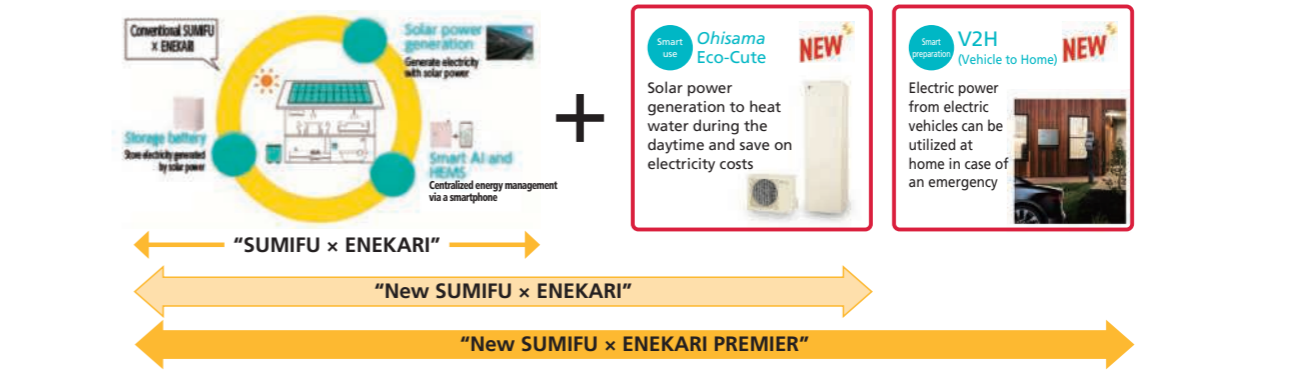 Conventional SUMIFU
× ENEKARI
Solar power
generation
Generate electricity
with solar power
Storage battery
Store electricity generated
by solar power
Smart AI and
HEMS
Centralized energy management
via a smartphone
+
Smart
use
Ohisama
Eco-Cute
NEW
Solar power
generation to heat
water during the
daytime and save on
electricity costs
Smart
preparation
V2H
(Vehicle to Home)
NEW
Electric power
from electric
vehicles can be
utilized at
home in case of
an emergency
“SUMIFU × ENEKARI”
“New SUMIFU × ENEKARI”
“New SUMIFU × ENEKARI PREMIER”